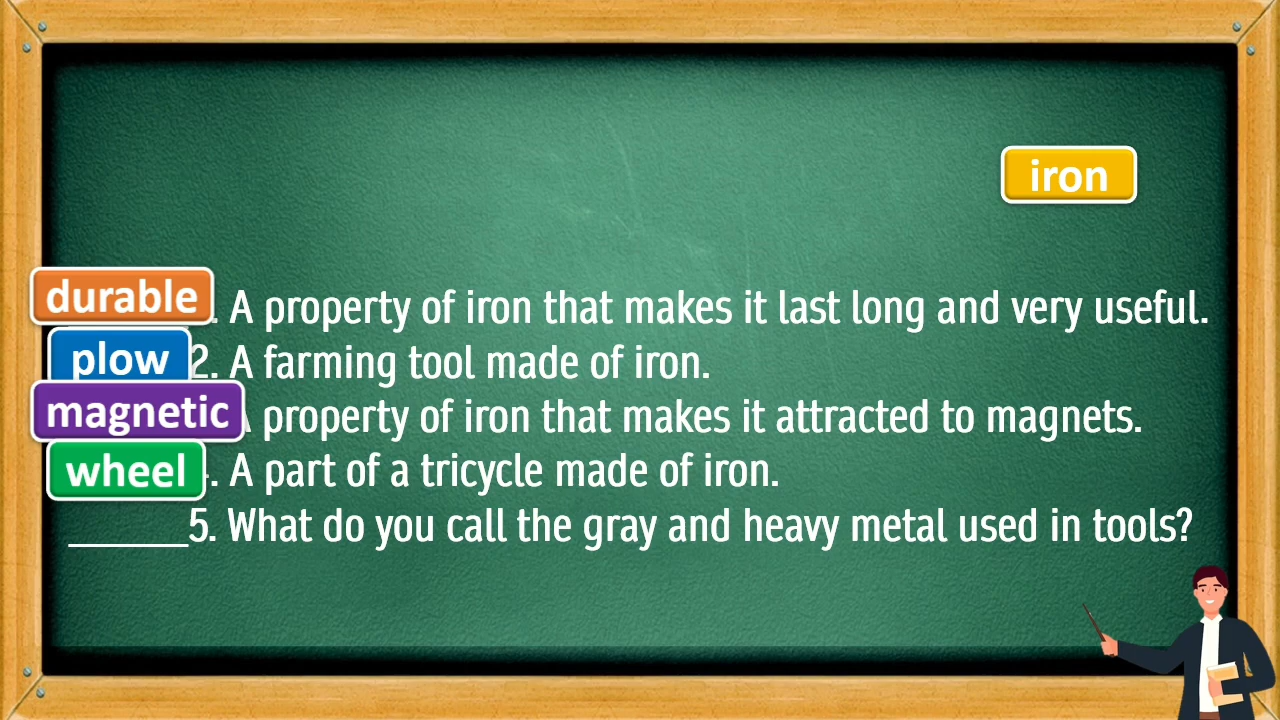 iron
durable . A property of iron that makes it last long and very useful.
plow 2. A farming tool made of iron.
magnetic A property of iron that makes it attracted to magnets.
wheel . A part of a tricycle made of iron.
______5. What do you call the gray and heavy metal used in tools?